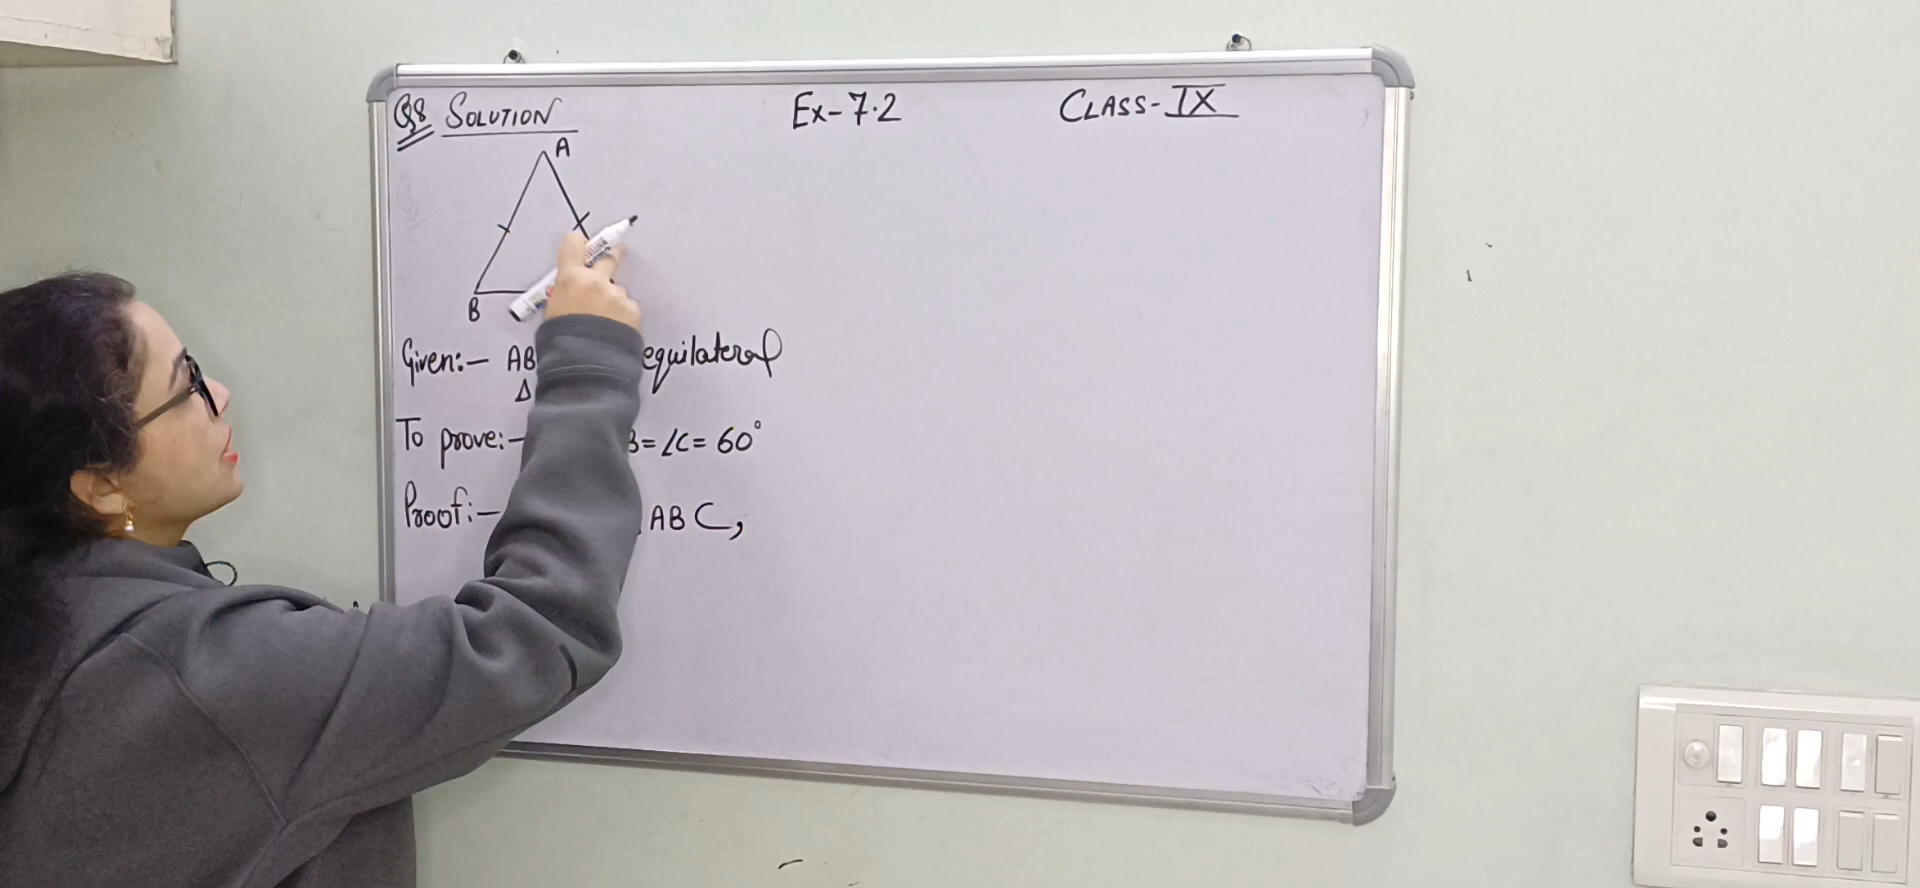 Q8 SOLUTION
Ex-7.2
CLASS-IX
A
B
Given:- AB equilateral
Δ
To prove:- B=∠C=60°
Proof:- ABC,